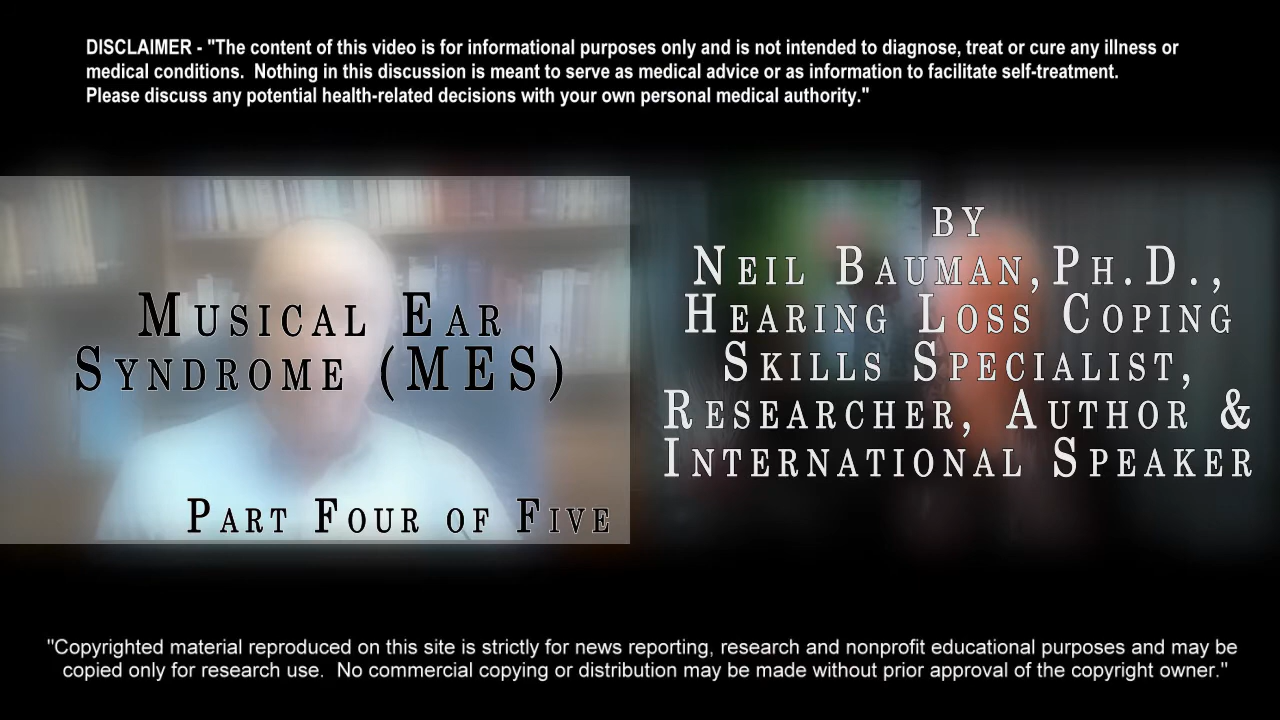 DISCLAIMER - "The content of this video is for informational purposes only and is not intended to diagnose, treat or cure any illness or
medical conditions.  Nothing in this discussion is meant to serve as medical advice or as information to facilitate self-treatment.
Please discuss any potential health-related decisions with your own personal medical authority."
Musical Ear
Syndrome (MES)
Part Four of Five
by
Neil Bauman,Ph.D.,
Hearing Loss Coping
Skills Specialist,
Researcher, Author &
International Speaker
"Copyrighted material reproduced on this site is strictly for news reporting, research and nonprofit educational purposes and may be
copied only for research use.  No commercial copying or distribution may be made without prior approval of the copyright owner."